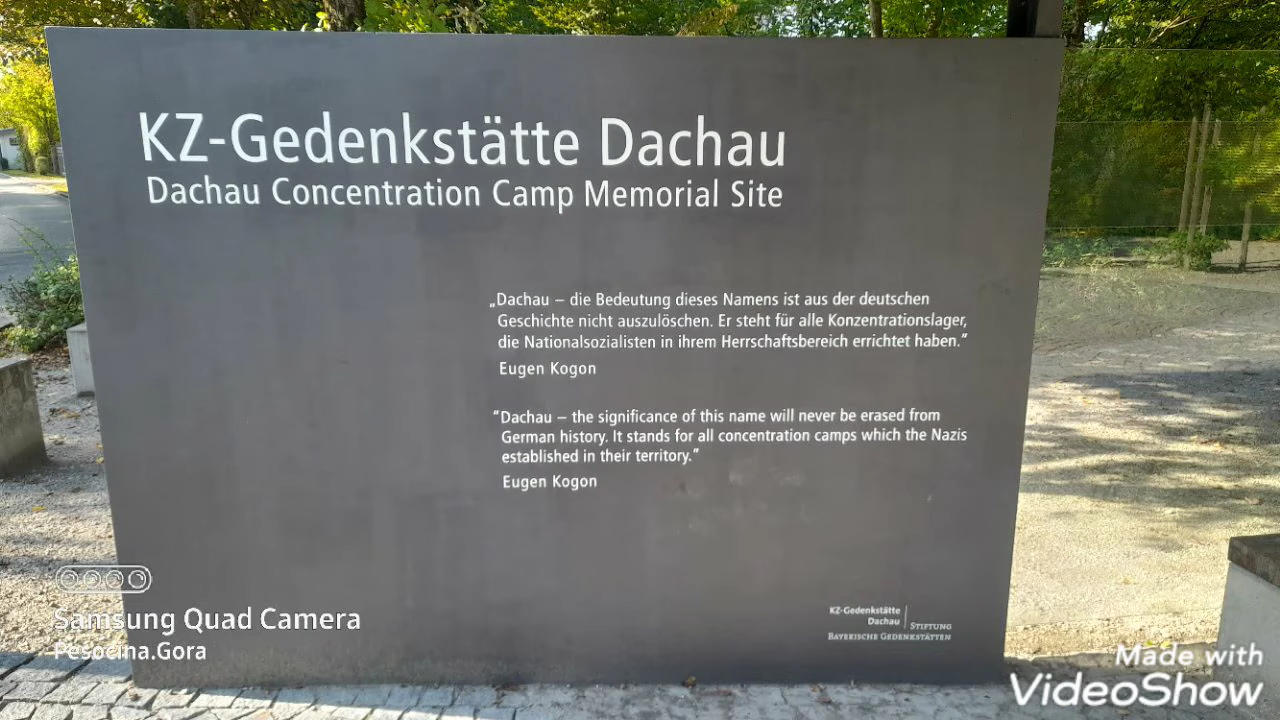 KZ-Gedenkstätte Dachau
Dachau Concentration Camp Memorial Site
„Dachau – die Bedeutung dieses Namens ist aus der deutschen
Geschichte nicht auszulöschen. Er steht für alle Konzentrationslager,
die Nationalsozialisten in ihrem Herrschaftsbereich errichtet haben.“
Eugen Kogon
“Dachau – the significance of this name will never be erased from
German history. It stands for all concentration camps which the Nazis
established in their territory.”
Eugen Kogon
KZ-Gedenkstätte
Dachau
STIFTUNG
BAYERISCHE GEDENKSTÄTTEN
Samsung Quad Camera
Pesocina.Gora
Made with
VideoShow